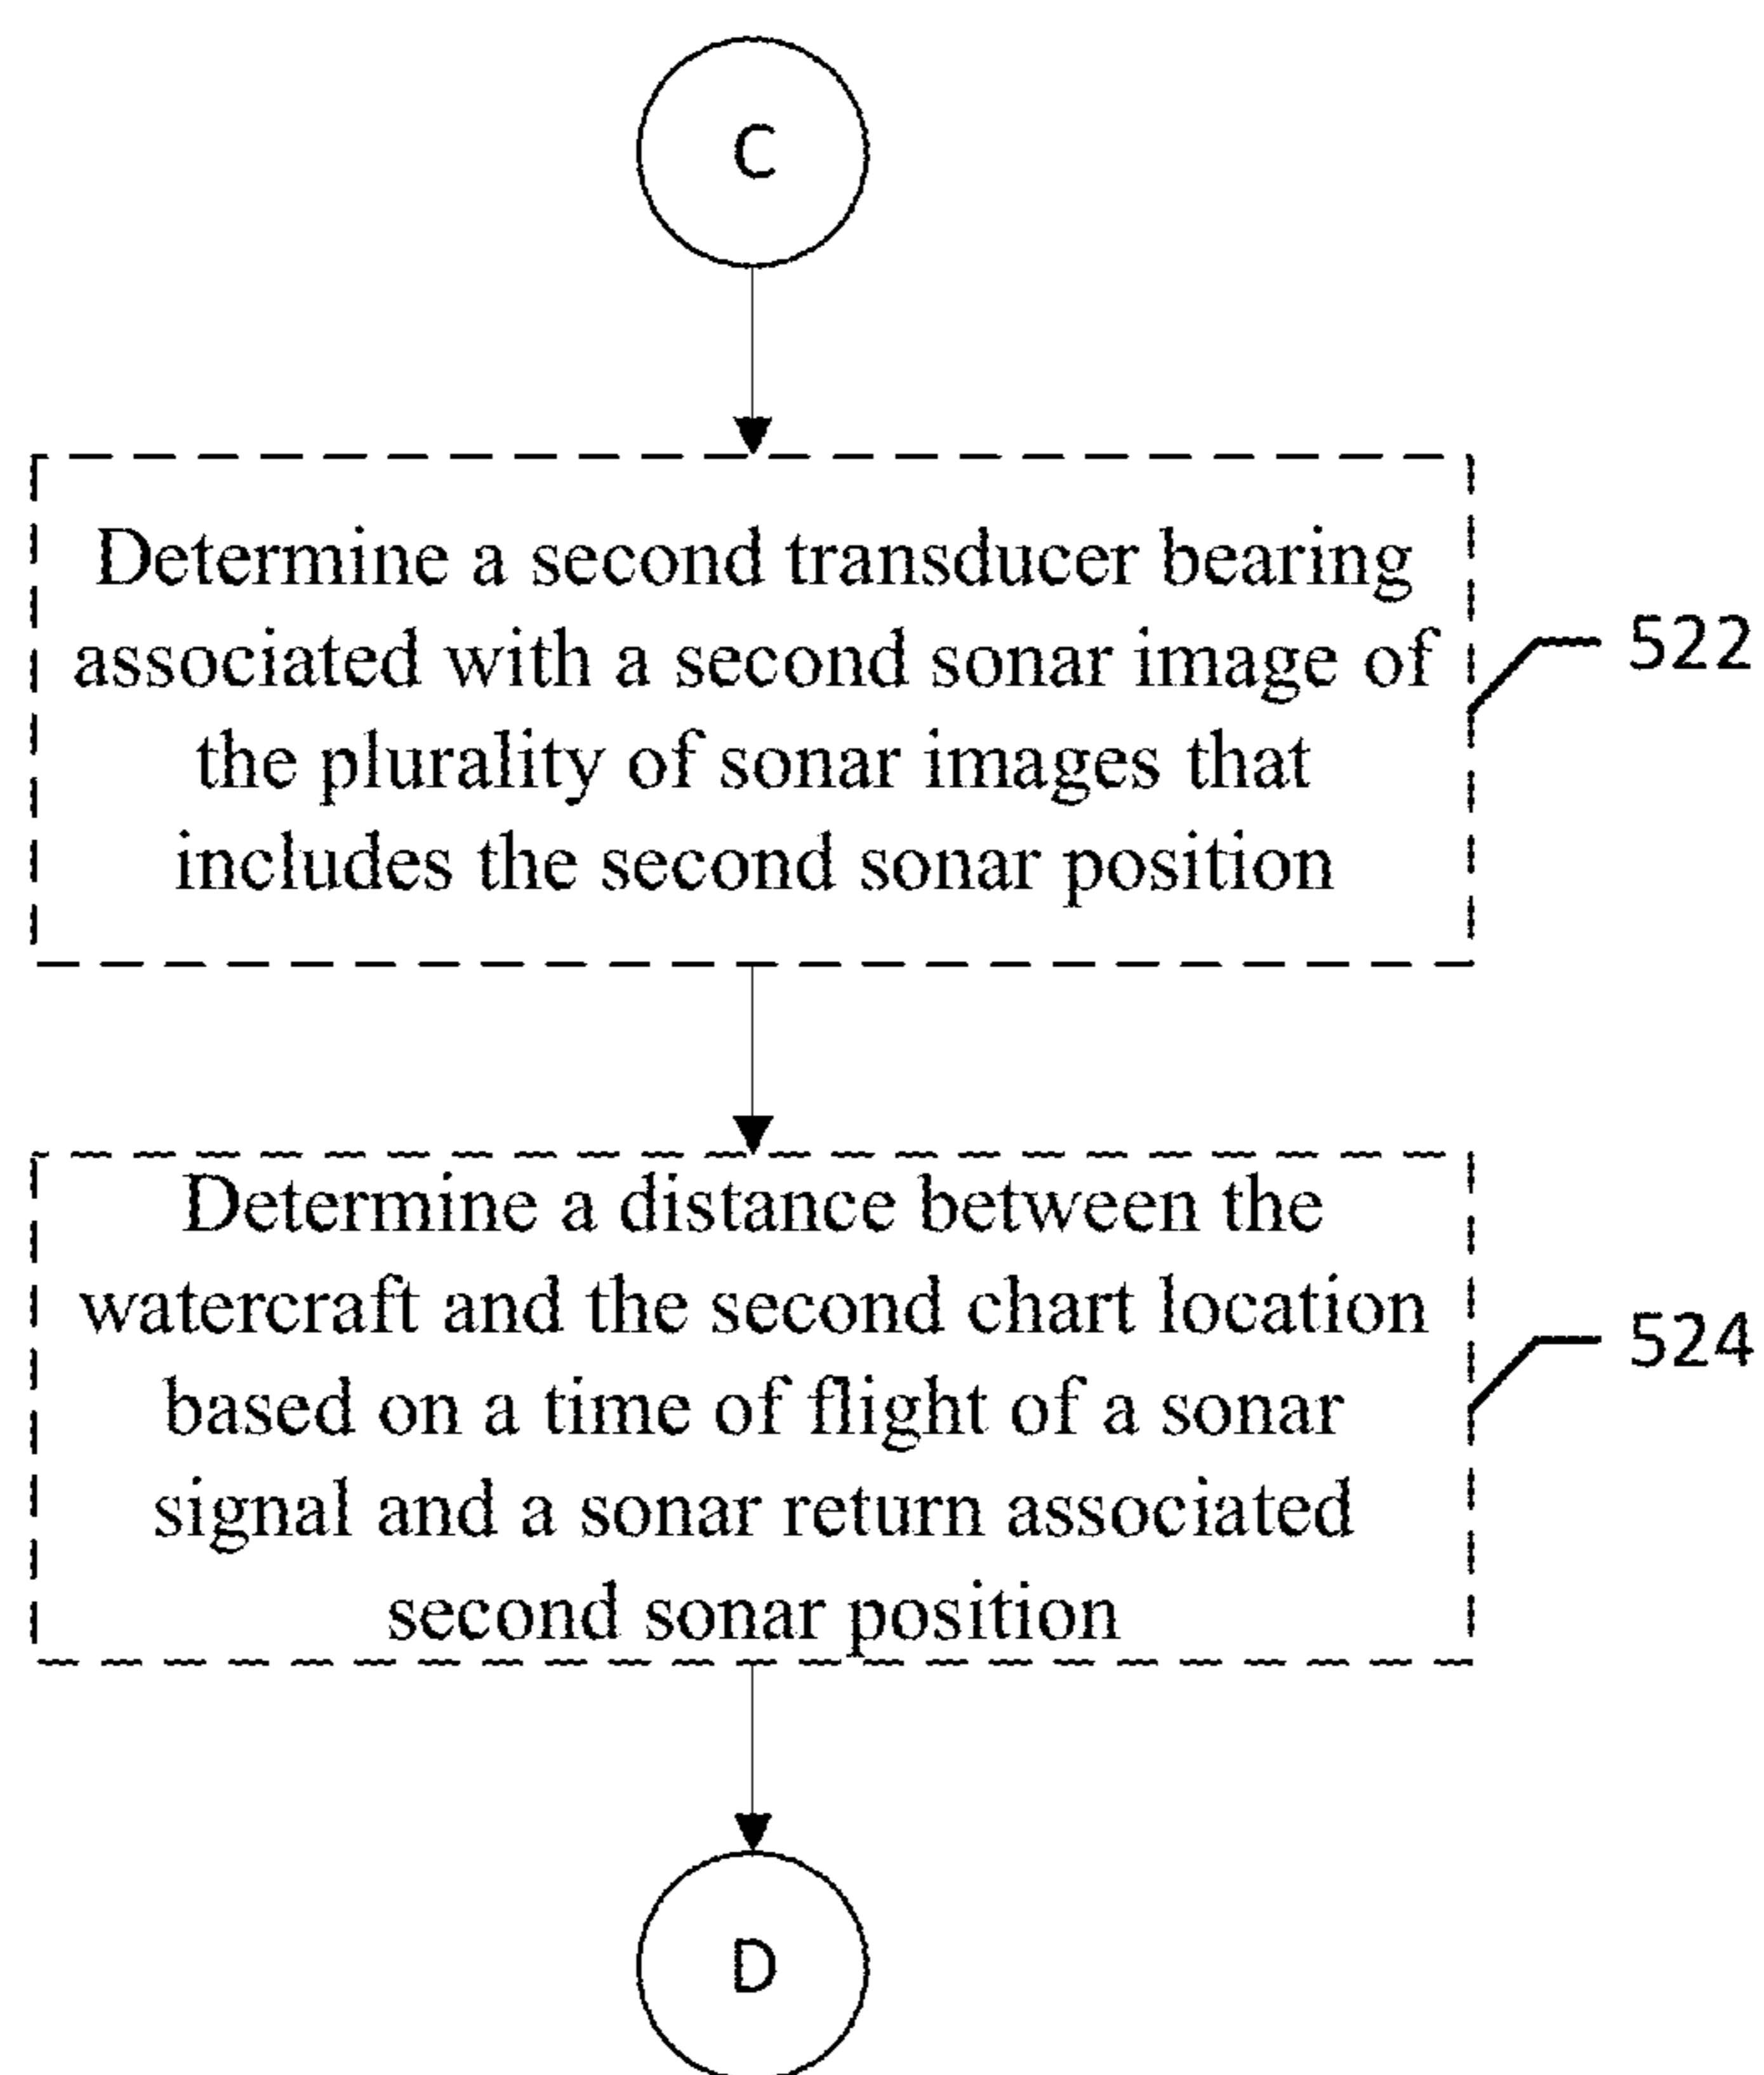 C
Determine a second transducer bearing
associated with a second sonar image of
the plurality of sonar images that
includes the second sonar position
522
Determine a distance between the
watercraft and the second chart location
based on a time of flight of a sonar
signal and a sonar return associated
second sonar position
524
D